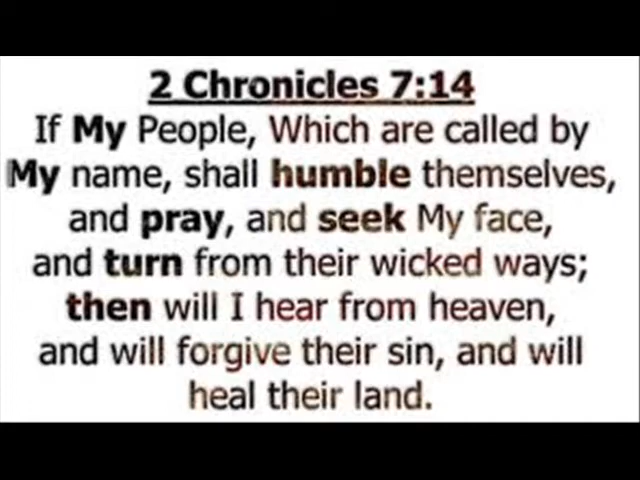 2 Chronicles 7:14
If My People, Which are called by
My name, shall humble themselves,
and pray, and seek My face,
and turn from their wicked ways;
then will I hear from heaven,
and will forgive their sin, and will
heal their land.